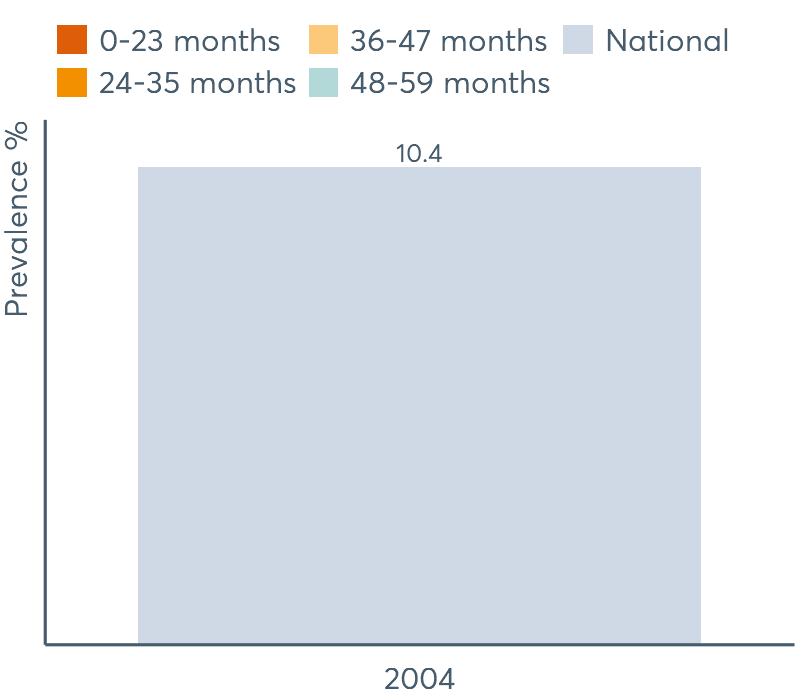 0-23 months 36-47 months National
24-35 months 48-59 months
Prevalence %
10.4
2004